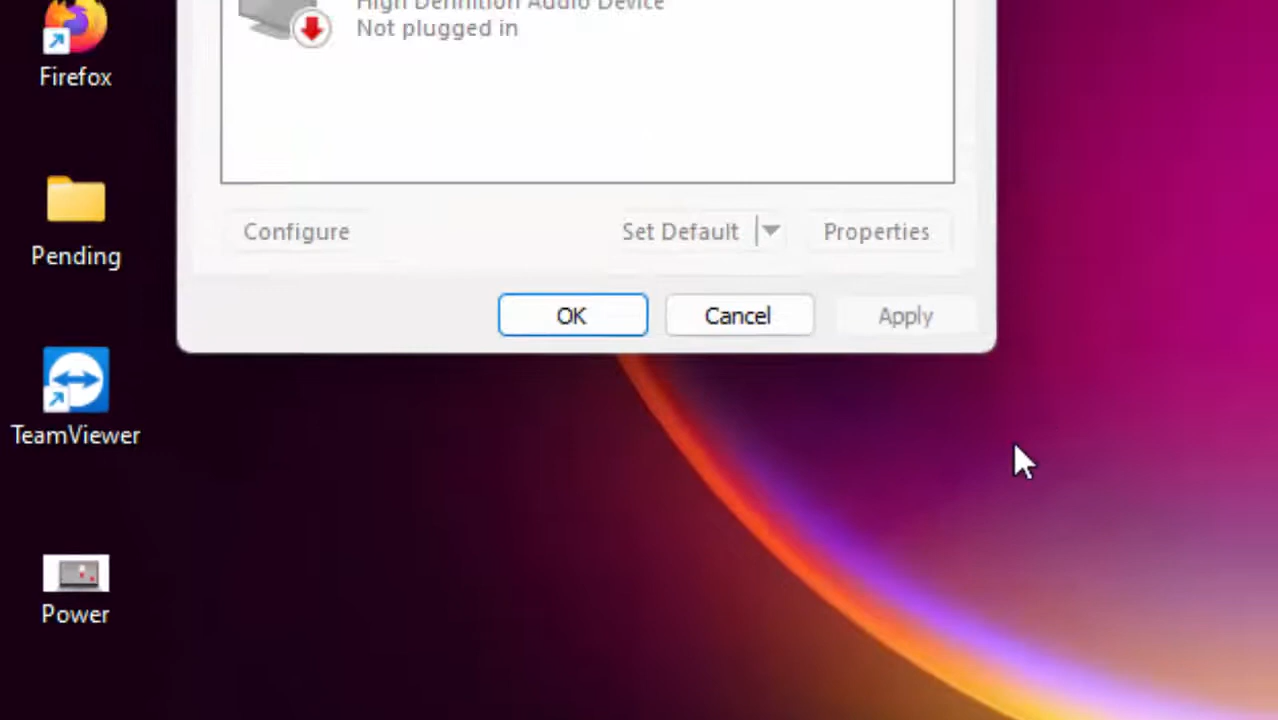 High Definition Audio Device
Not plugged in
Firefox
Configure
Set Default
Properties
Pending
OK
Cancel
Apply
TeamViewer
Power